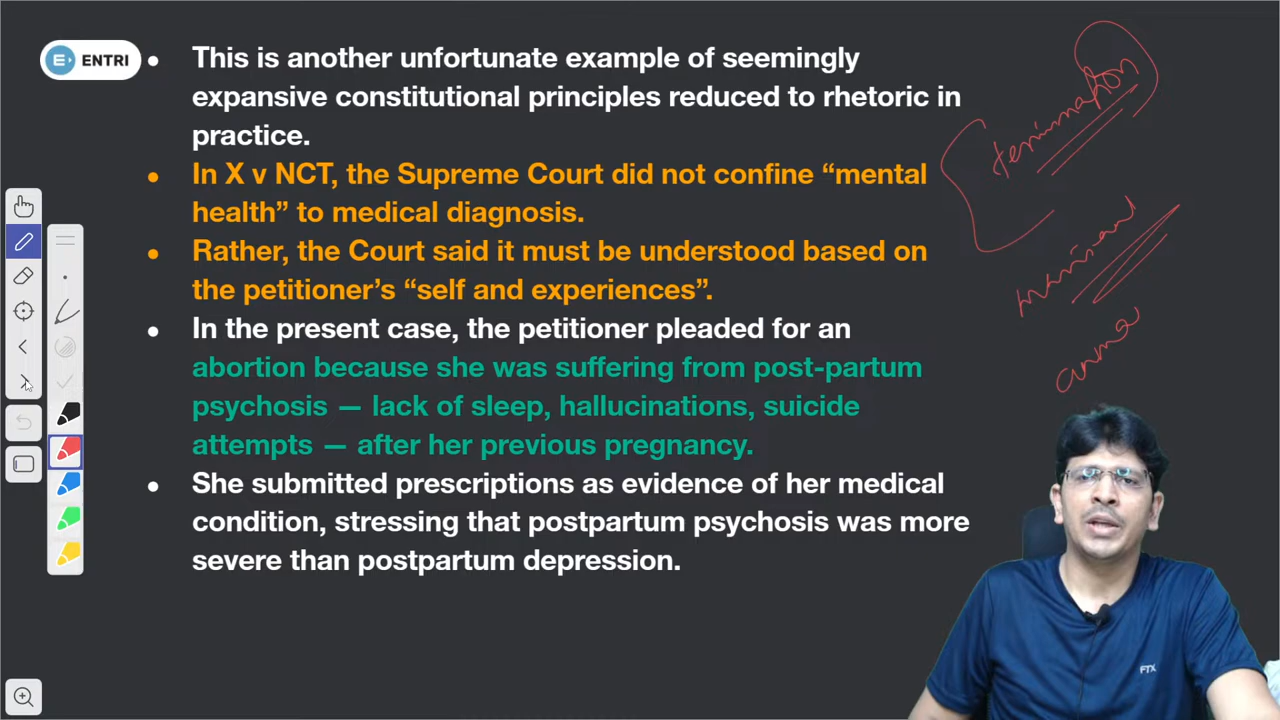 ENTRI
• This is another unfortunate example of seemingly
expansive constitutional principles reduced to rhetoric in
practice.
• In X v NCT, the Supreme Court did not confine “mental
health” to medical diagnosis.
• Rather, the Court said it must be understood based on
the petitioner’s “self and experiences”.
• In the present case, the petitioner pleaded for an
abortion because she was suffering from post-partum
psychosis — lack of sleep, hallucinations, suicide
attempts — after her previous pregnancy.
• She submitted prescriptions as evidence of her medical
condition, stressing that postpartum psychosis was more
severe than postpartum depression.
termination
FTX